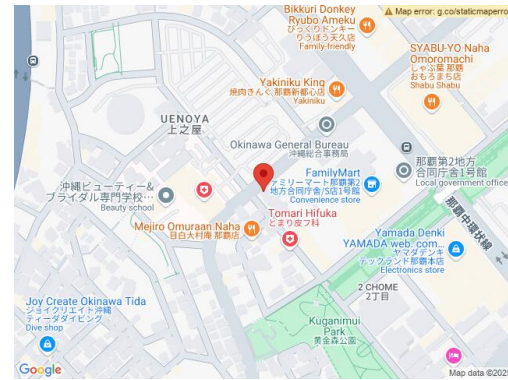 Map error: g.co/staticmaperro
Bikkuri Donkey
Ryubo Ameku
びっくりドンキー
りうぼう天久店
Family-friendly
SYABU-YO Naha
Omoromachi
しゃぶ葉 那覇
おもろまち店
Shabu Shabu
Yakiniku King
焼肉きんぐ 那覇新都心店
Yakiniku
UENOYA
上之屋
Okinawa General Bureau
沖縄総合事務局
那覇第2地方
合同庁舎1号館
Local government office
FamilyMart
ァミリーマート那覇第2
地方合同庁舎/S店1号館
Convenience store
沖縄ビューティー&
ブライダル専門学校…
Beauty school
Tomari Hifuka
とまり皮フ科
Mejiro Omuraan Naha
目白大村庵 那覇店
那覇中環状線
Yamada Denki
YAMADA web. com…
ヤマダデンキ
テックランド那覇本店
Electronics store
2 CHOME
2丁目
Joy Create Okinawa Tida
ジョイクリエイト沖縄
ティーダダイビング
Dive shop
Kuganimui
Park
黄金森公園
Google
Map data ©2025